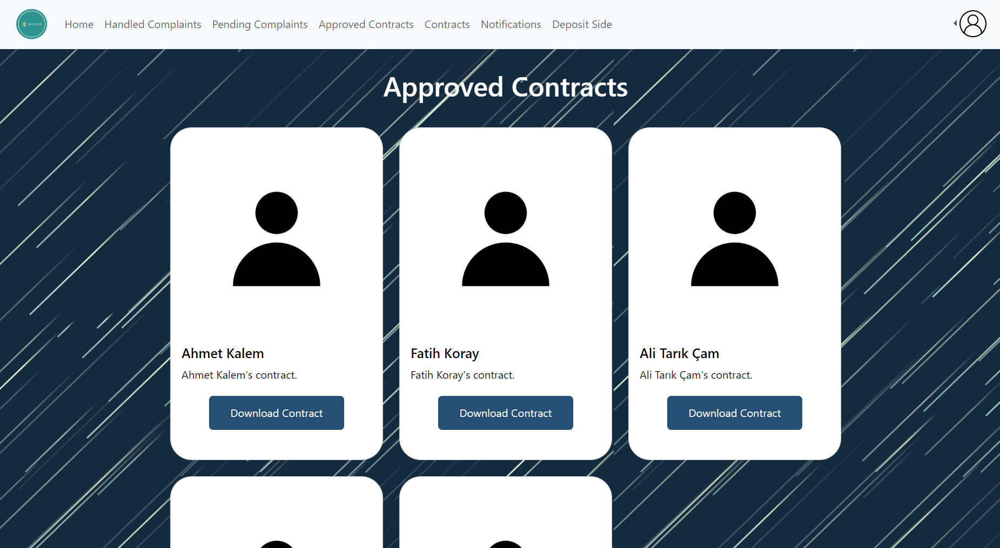 securent
Home Handled Complaints Pending Complaints Approved Contracts Contracts Notifications Deposit Side
Approved Contracts
Ahmet Kalem
Ahmet Kalem's contract.
Download Contract
Fatih Koray
Fatih Koray's contract.
Download Contract
Ali Tarık Çam
Ali Tarık Çam's contract.
Download Contract